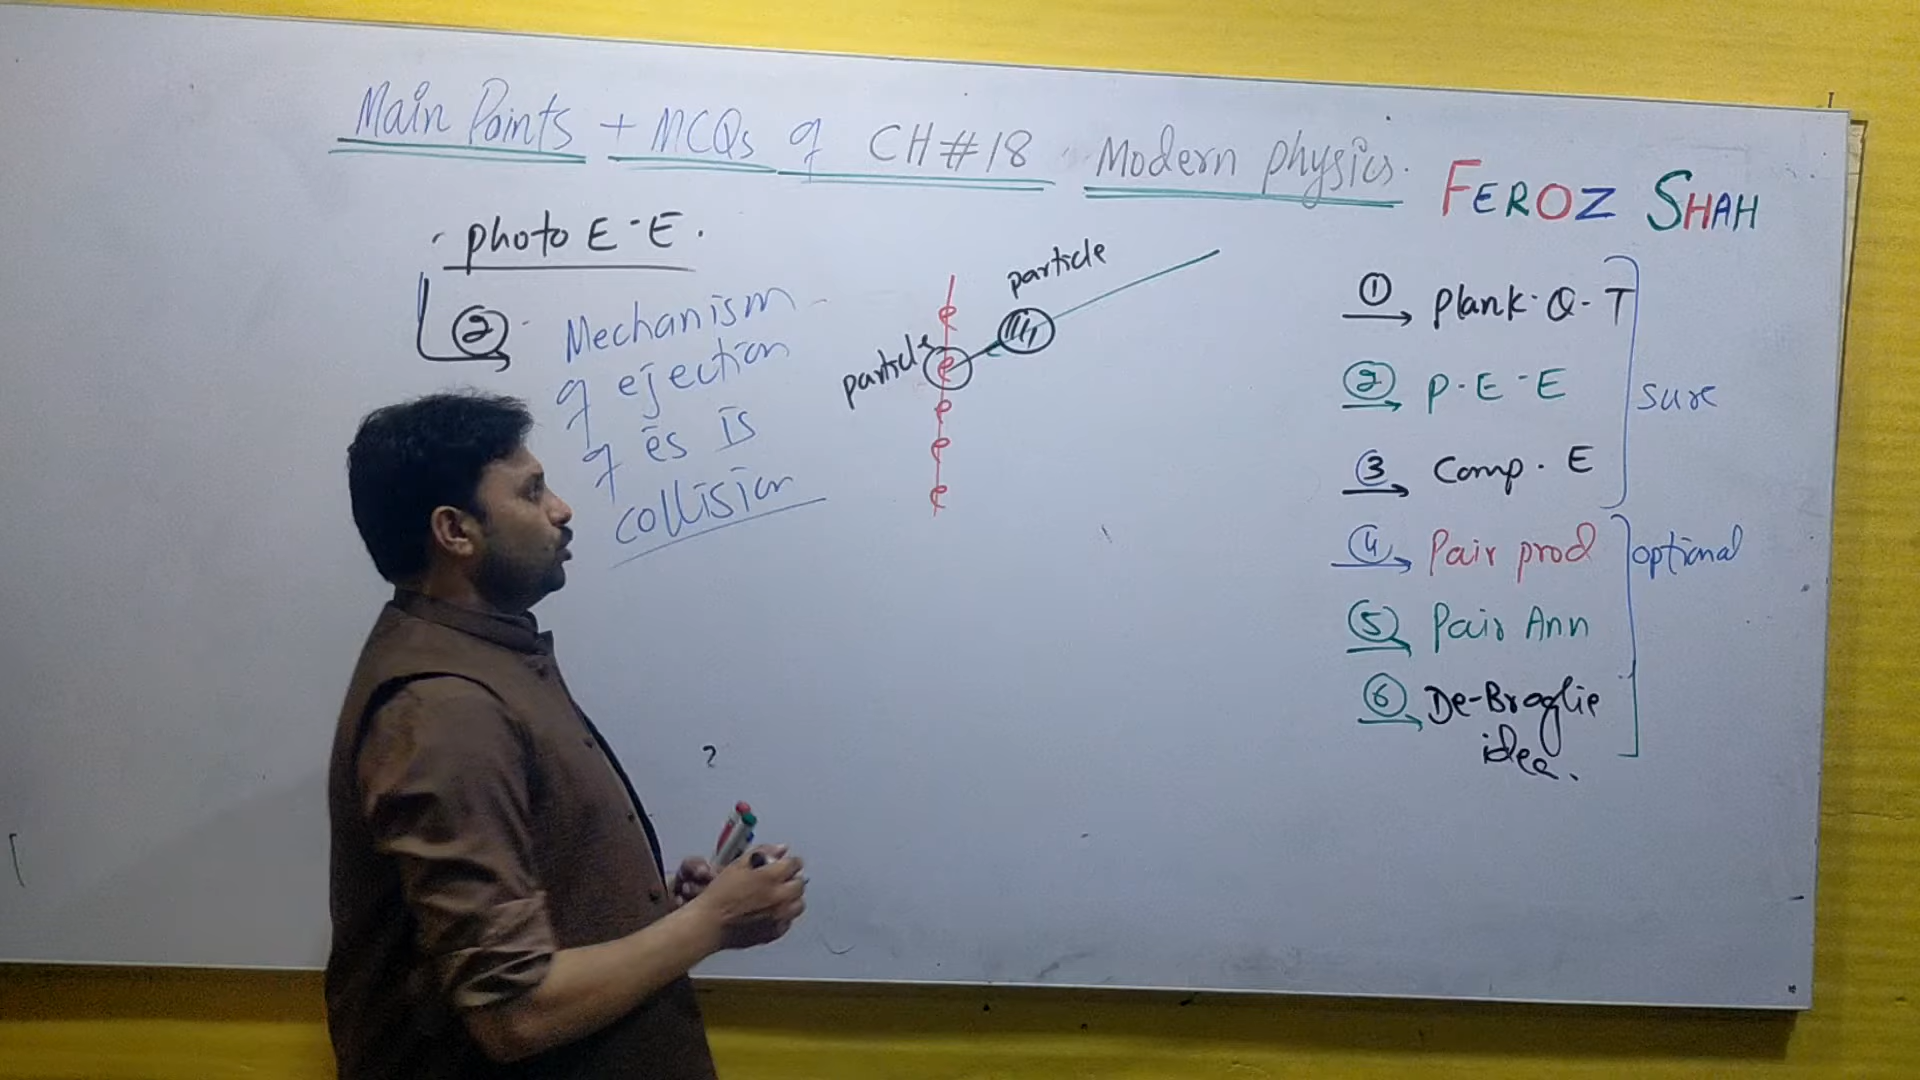 Main Points + MCQs of CH#18 Modern physics.
FEROZ SHAH
photo E-E.
② Mechanism
of ejection
of ēs is
collision
particle
particle
e
e
e
e
e
① Plank. Q-T
② P-E-E
③ Comp. E
sure
④ Pair prod
⑤ Pair Ann
⑥ De-Broglie
idea.
optional
?